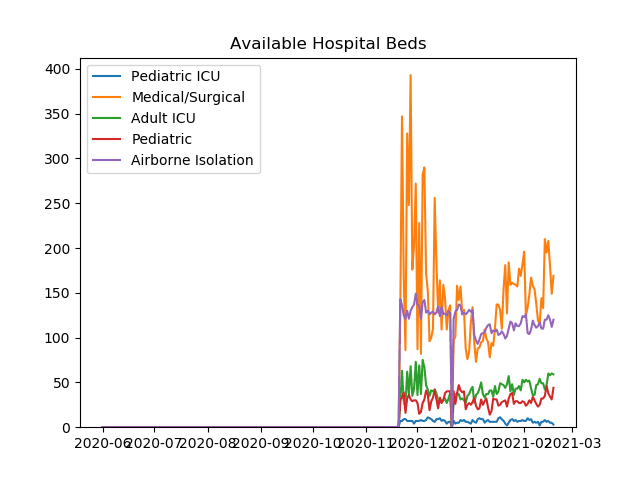 Available Hospital Beds
Pediatric ICU
Medical/Surgical
Adult ICU
Pediatric
Airborne Isolation
400
350
300
250
200
150
100
50
0
2020-06 2020-07 2020-08 2020-09 2020-10 2020-11 2020-12 2021-01 2021-02 2021-03